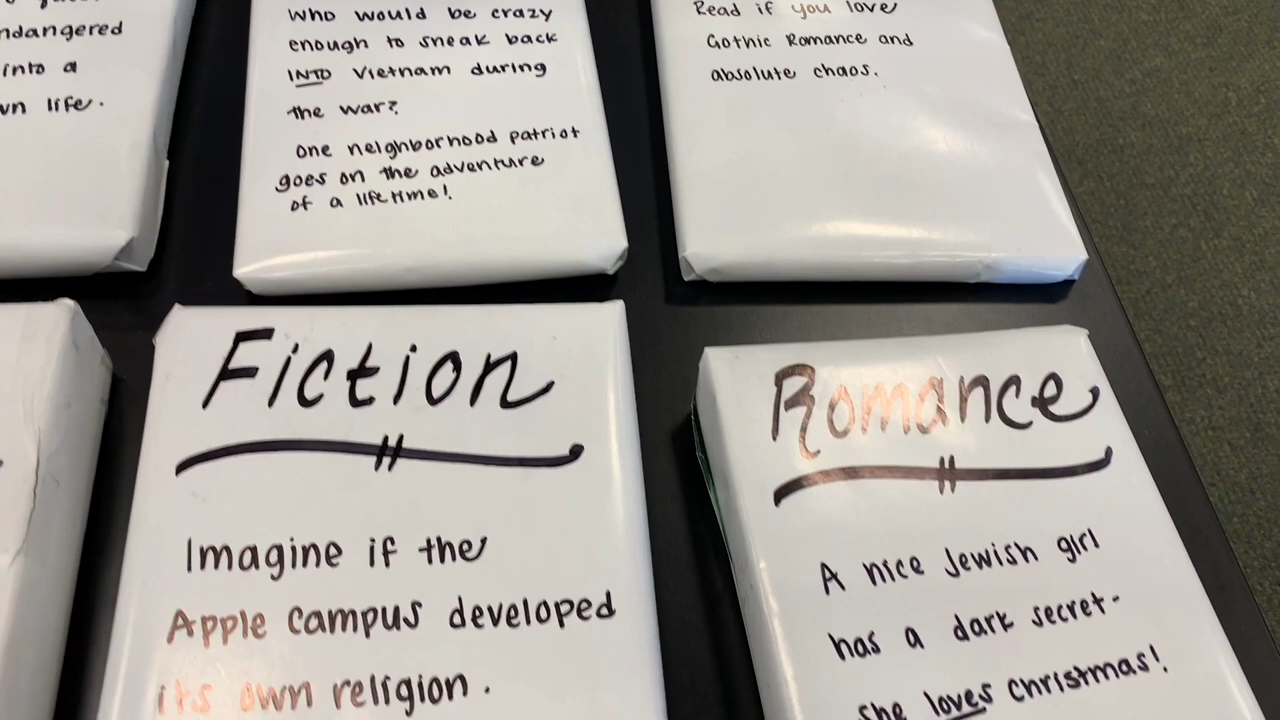 ndangered
into a
wn life.
Who would be crazy
enough to sneak back
INTO Vietnam during
the war?
One neighborhood patriot
goes on the adventure
of a lifetime!
Read if you love
Gothic Romance and
absolute chaos.
Fiction
Imagine if the
Apple campus developed
its own religion.
Romance
A nice Jewish girl
has a dark secret-
she loves Christmas!